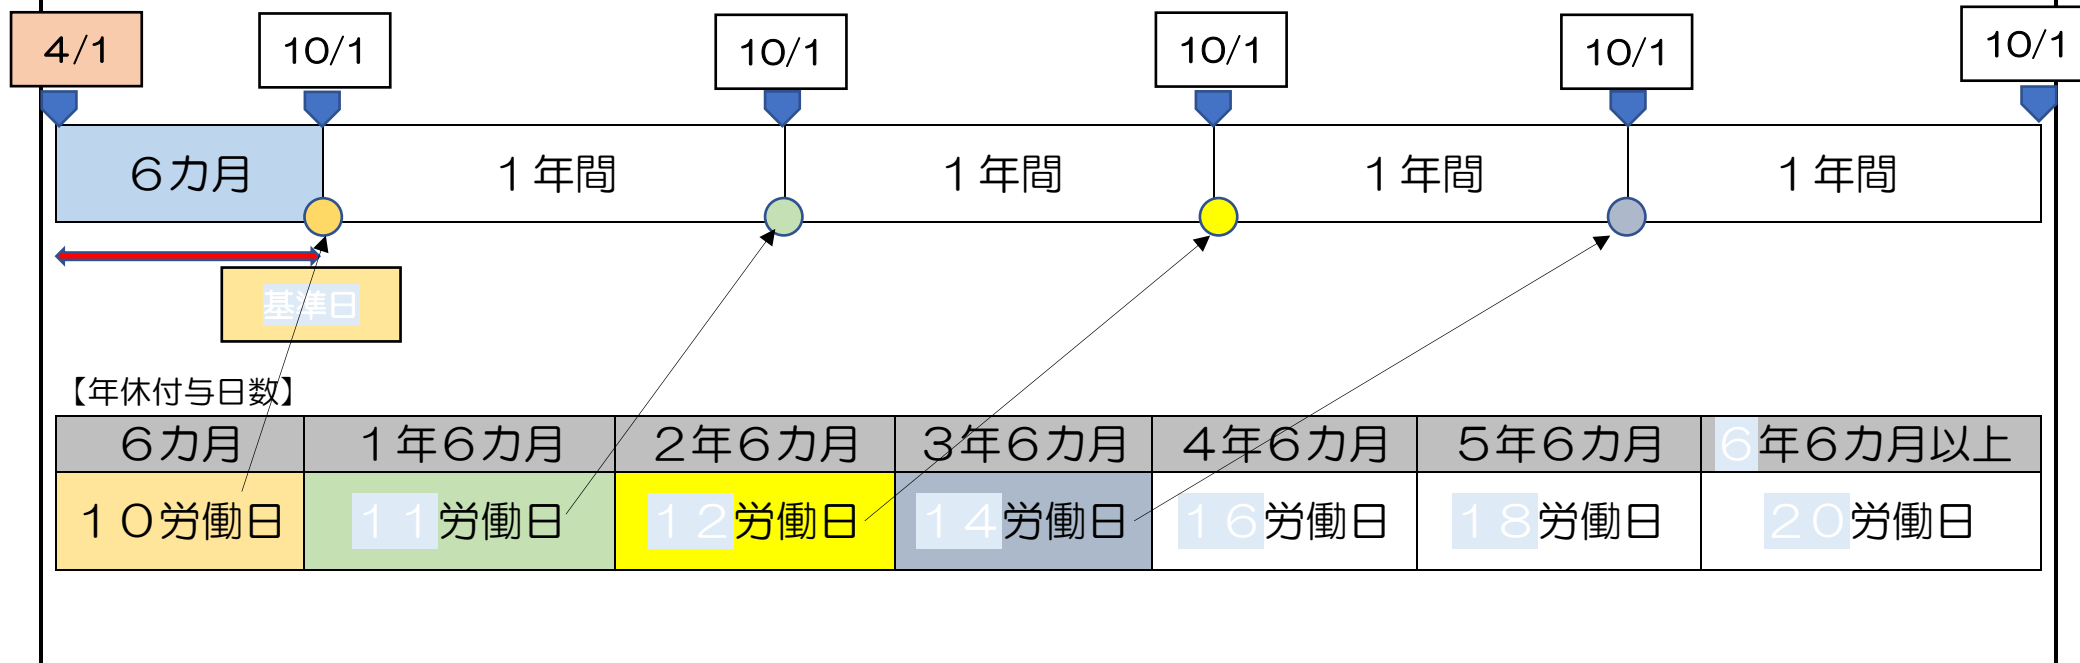 4/1
10/1
10/1
10/1
10/1
10/1
６カ月
１年間
１年間
１年間
１年間
基準日
【年休付与日数】
６カ月 １年６カ月 ２年６カ月 ３年６カ月 ４年６カ月 ５年６カ月 ６年６カ月以上
１０労働日 １１労働日 １２労働日 １４労働日 １６労働日 １８労働日 ２０労働日